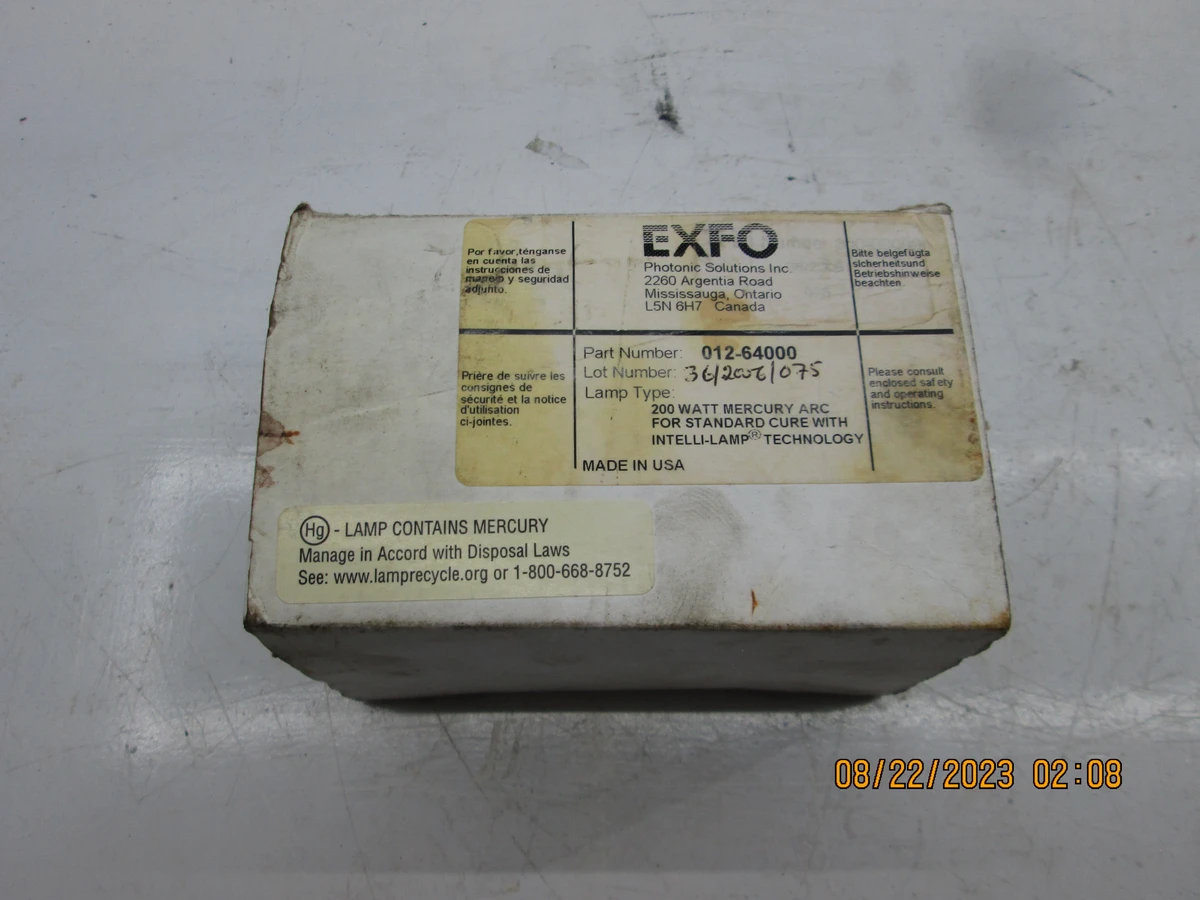 Por favor,ténganse
en cuenta las
instrucciones de
manejo y seguridad
adjunto.
EXFO
Photonic Solutions Inc.
2260 Argentia Road
Mississauga, Ontario
L5N 6H7 Canada
Bitte beigefügta
sicherheitsund
Betriebshinweise
beachten.
Prière de suivre les
consignes de
sécurité et la notice
d'utilisation
ci-jointes.
Part Number: 012-64000
Lot Number: 36/2006/075
Lamp Type:
200 WATT MERCURY ARC
FOR STANDARD CURE WITH
INTELLI-LAMP® TECHNOLOGY
MADE IN USA
Please consult
enclosed safety
and operating
instructions.
Hg - LAMP CONTAINS MERCURY
Manage in Accord with Disposal Laws
See: www.lamprecycle.org or 1-800-668-8752
08/22/2023 02:08